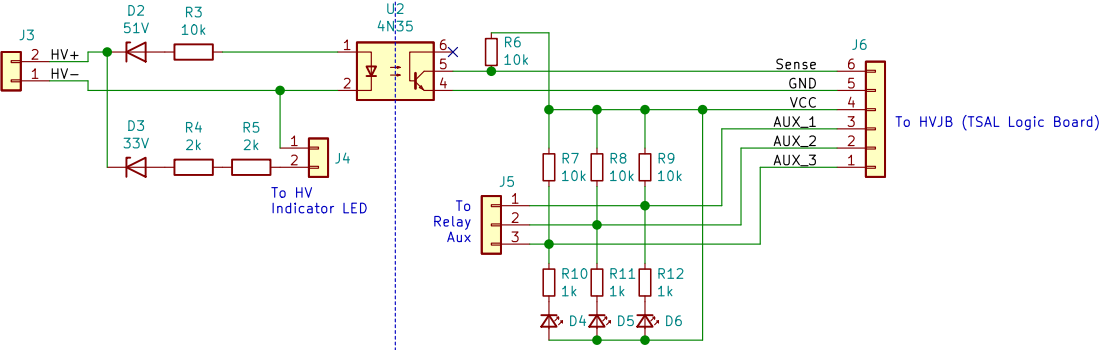 J3
2
HV+
1
HV-
D2
51V
R3
10k
U2
4N35
1
2
6
5
4
R6
10k
J6
Sense
6
GND
5
VCC
4
AUX_1
3
AUX_2
2
AUX_3
1
To HVJB (TSAL Logic Board)
D3
33V
R4
2k
R5
2k
1
2
J4
To HV
Indicator LED
R7
10k
R8
10k
R9
10k
J5
1
2
3
To
Relay
Aux
R10
1k
R11
1k
R12
1k
D4
D5
D6